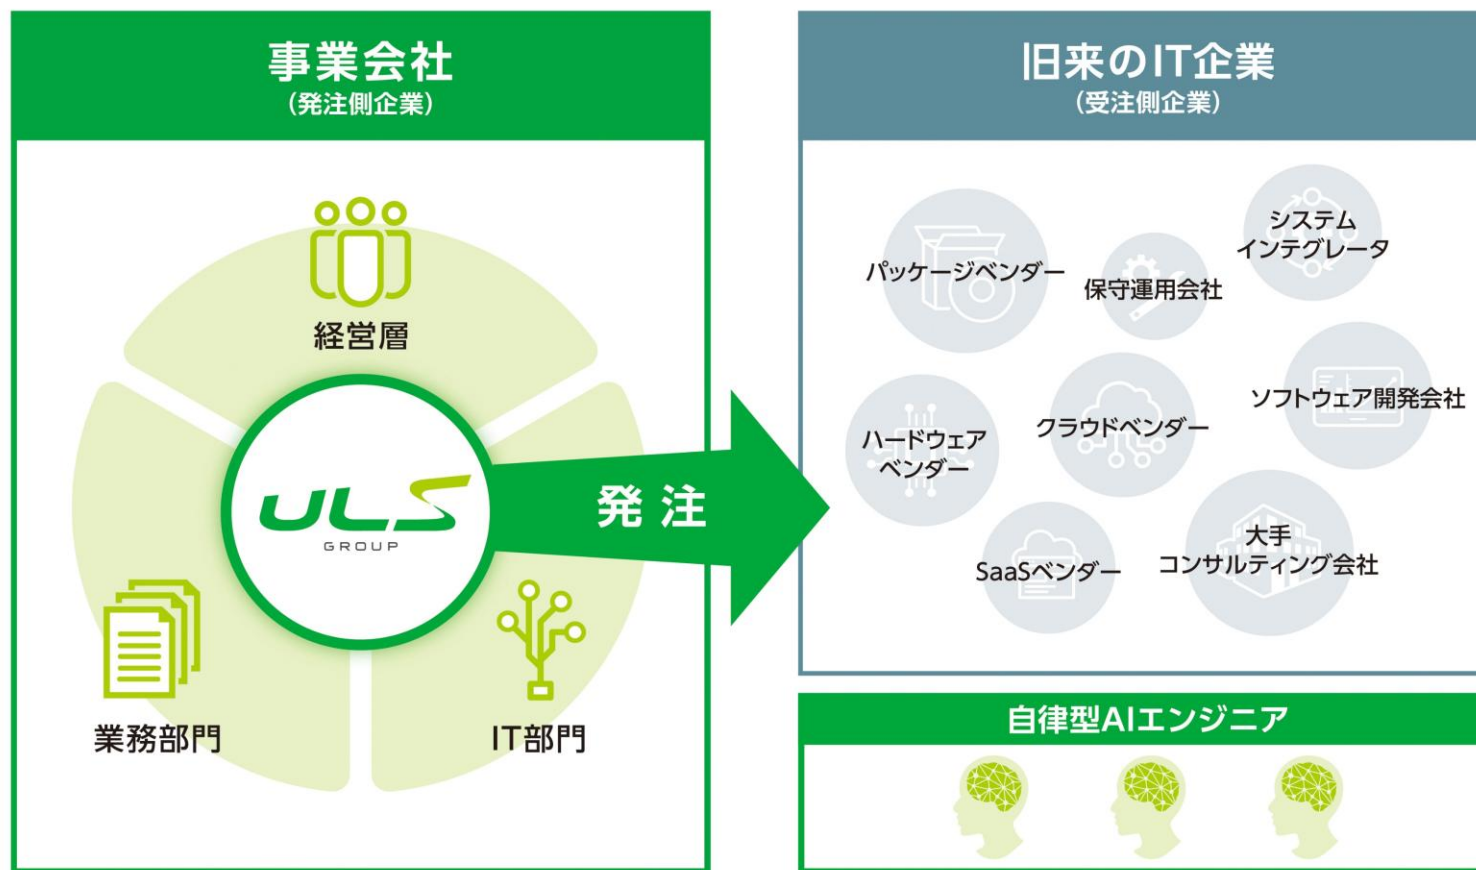 事業会社
（発注側企業）
経営層
ULS
GROUP
業務部門
IT部門
発注
旧来のIT企業
（受注側企業）
パッケージベンダー
保守運用会社
システム
インテグレータ
ハードウェア
ベンダー
クラウドベンダー
ソフトウェア開発会社
SaaSベンダー
大手
コンサルティング会社
自律型AIエンジニア